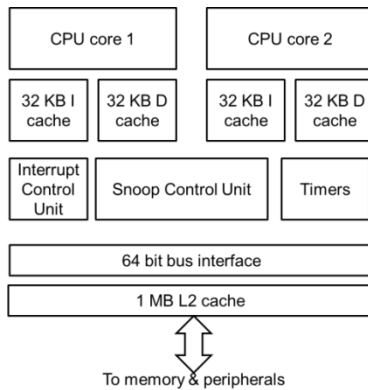 CPU core 1
CPU core 2
32 KB I
cache
32 KB D
cache
32 KB I
cache
32 KB D
cache
Interrupt
Control
Unit
Snoop Control Unit
Timers
64 bit bus interface
1 MB L2 cache
To memory & peripherals